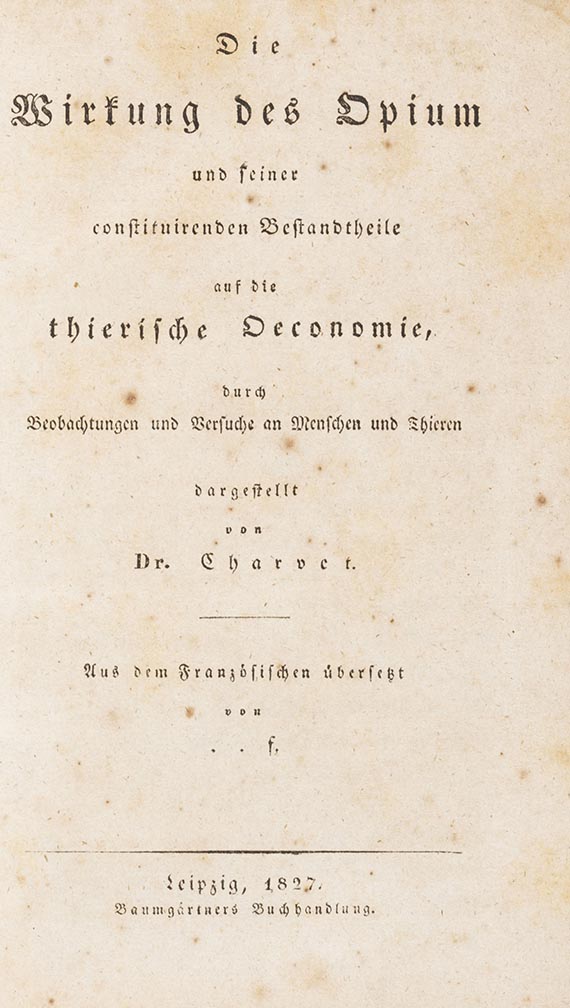 Die
Wirkung des Opium
und seiner
constituirenden Bestandtheile
auf die
thierische Oeconomie,
durch
Beobachtungen und Versuche an Menschen und Thieren
dargestellt
von
Dr. Charvet.
Aus dem Französischen übersetzt
von
. . f.
Leipzig, 1827.
Baumgärtners Buchhandlung.